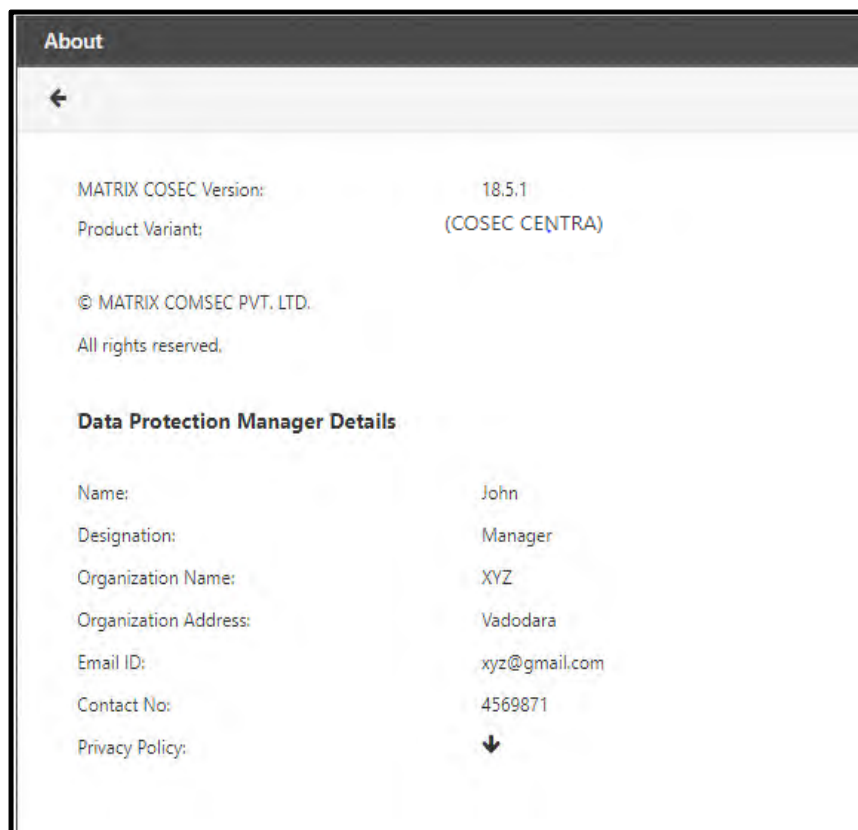 About
MATRIX COSEC Version: 18.5.1
Product Variant: (COSEC CENTRA)
© MATRIX COMSEC PVT. LTD.
All rights reserved.
Data Protection Manager Details
Name: John
Designation: Manager
Organization Name: XYZ
Organization Address: Vadodara
Email ID: xyz@gmail.com
Contact No: 4569871
Privacy Policy: